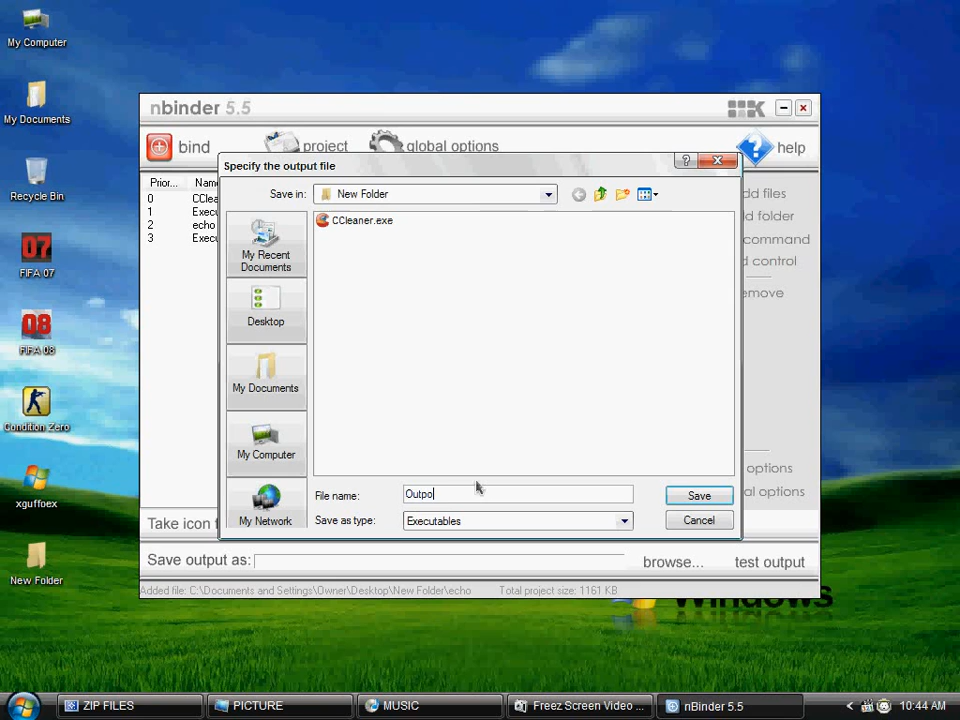 My Computer
My Documents
Recycle Bin
07
FIFA 07
08
FIFA 08
Condition Zero
xguffoex
New Folder
nbinder 5.5
bind
project
global options
help
Prior... Name
0 CClea
1 Execu
2 echo
3 Execu
dd files
d folder
command
d control
emove
options
al options
Specify the output file
Save in: New Folder
CCleaner.exe
My Recent
Documents
Desktop
My Documents
My Computer
My Network
File name: Outpo
Save
Save as type: Executables
Cancel
Take icon f
Save output as:
browse...
test output
Added file: C:\Documents and Settings\Owner\Desktop\New Folder\echo
Total project size: 1161 KB
Windows
ZIP FILES
PICTURE
MUSIC
Freez Screen Video ...
nBinder 5.5
10:44 AM